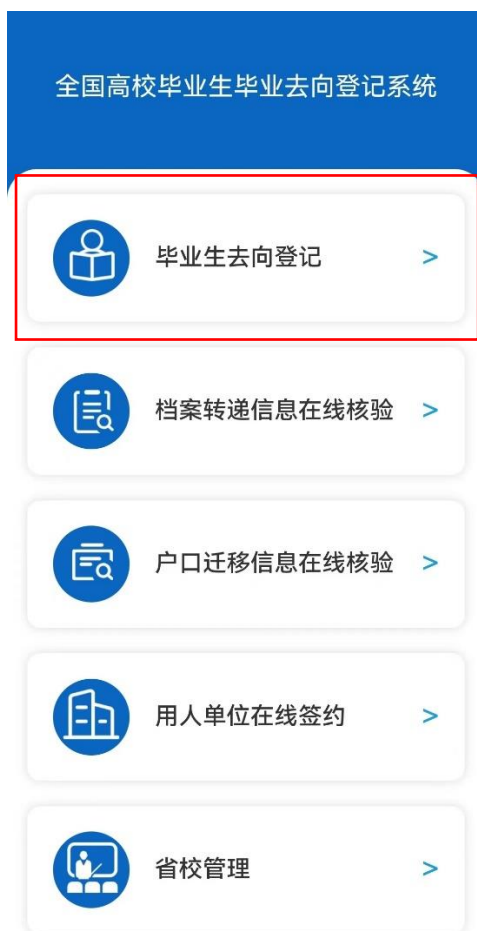 全国高校毕业生毕业去向登记系统
毕业生去向登记 >
档案转递信息在线核验 >
户口迁移信息在线核验 >
用人单位在线签约 >
省校管理 >